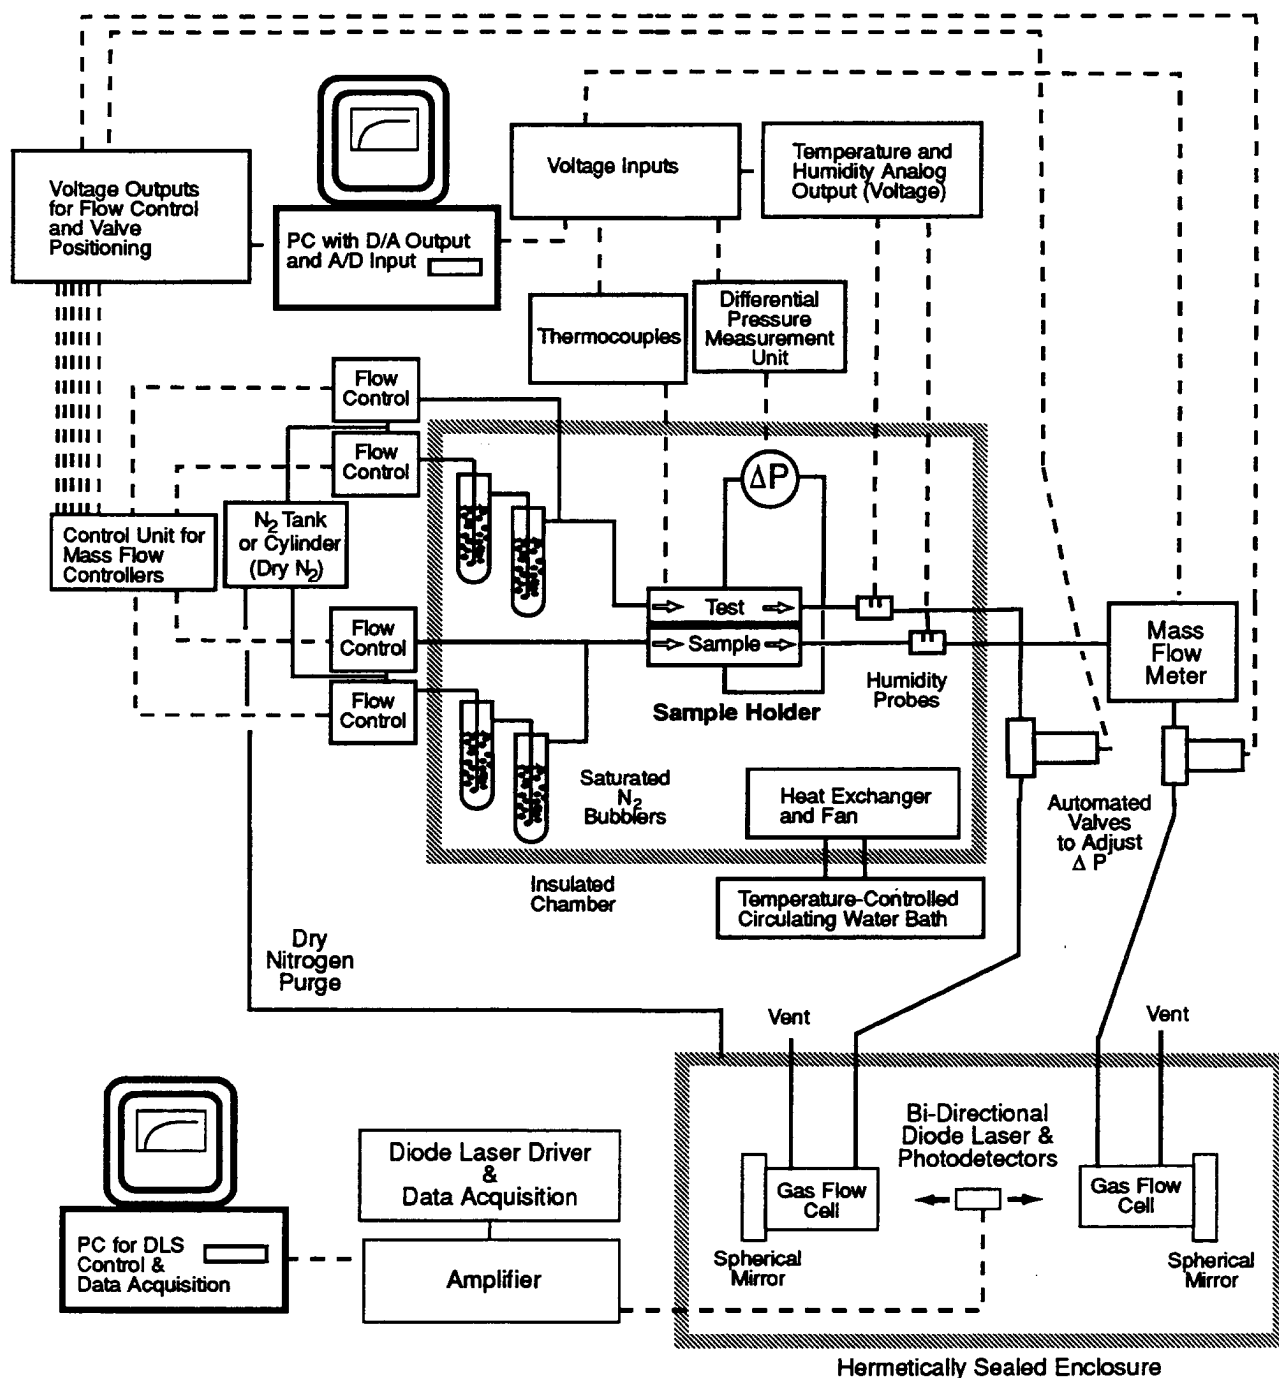 Voltage Outputs
for Flow Control
and Valve
Positioning
PC with D/A Output
and A/D Input
Voltage Inputs
Temperature and
Humidity Analog
Output (Voltage)
Thermocouples
Differential
Pressure
Measurement
Unit
Flow
Control
Flow
Control
Control Unit for
Mass Flow
Controllers
N2 Tank
or Cylinder
(Dry N2)
Flow
Control
Flow
Control
ΔP
Test
Sample
Sample Holder
Humidity
Probes
Mass
Flow
Meter
Saturated
N2
Bubblers
Heat Exchanger
and Fan
Automated
Valves
to Adjust
Δ P
Insulated
Chamber
Temperature-Controlled
Circulating Water Bath
Dry
Nitrogen
Purge
Vent
Vent
Bi-Directional
Diode Laser &
Photodetectors
Gas Flow
Cell
Gas Flow
Cell
Spherical
Mirror
Spherical
Mirror
Diode Laser Driver
&
Data Acquisition
PC for DLS
Control &
Data Acquisition
Amplifier
Hermetically Sealed Enclosure